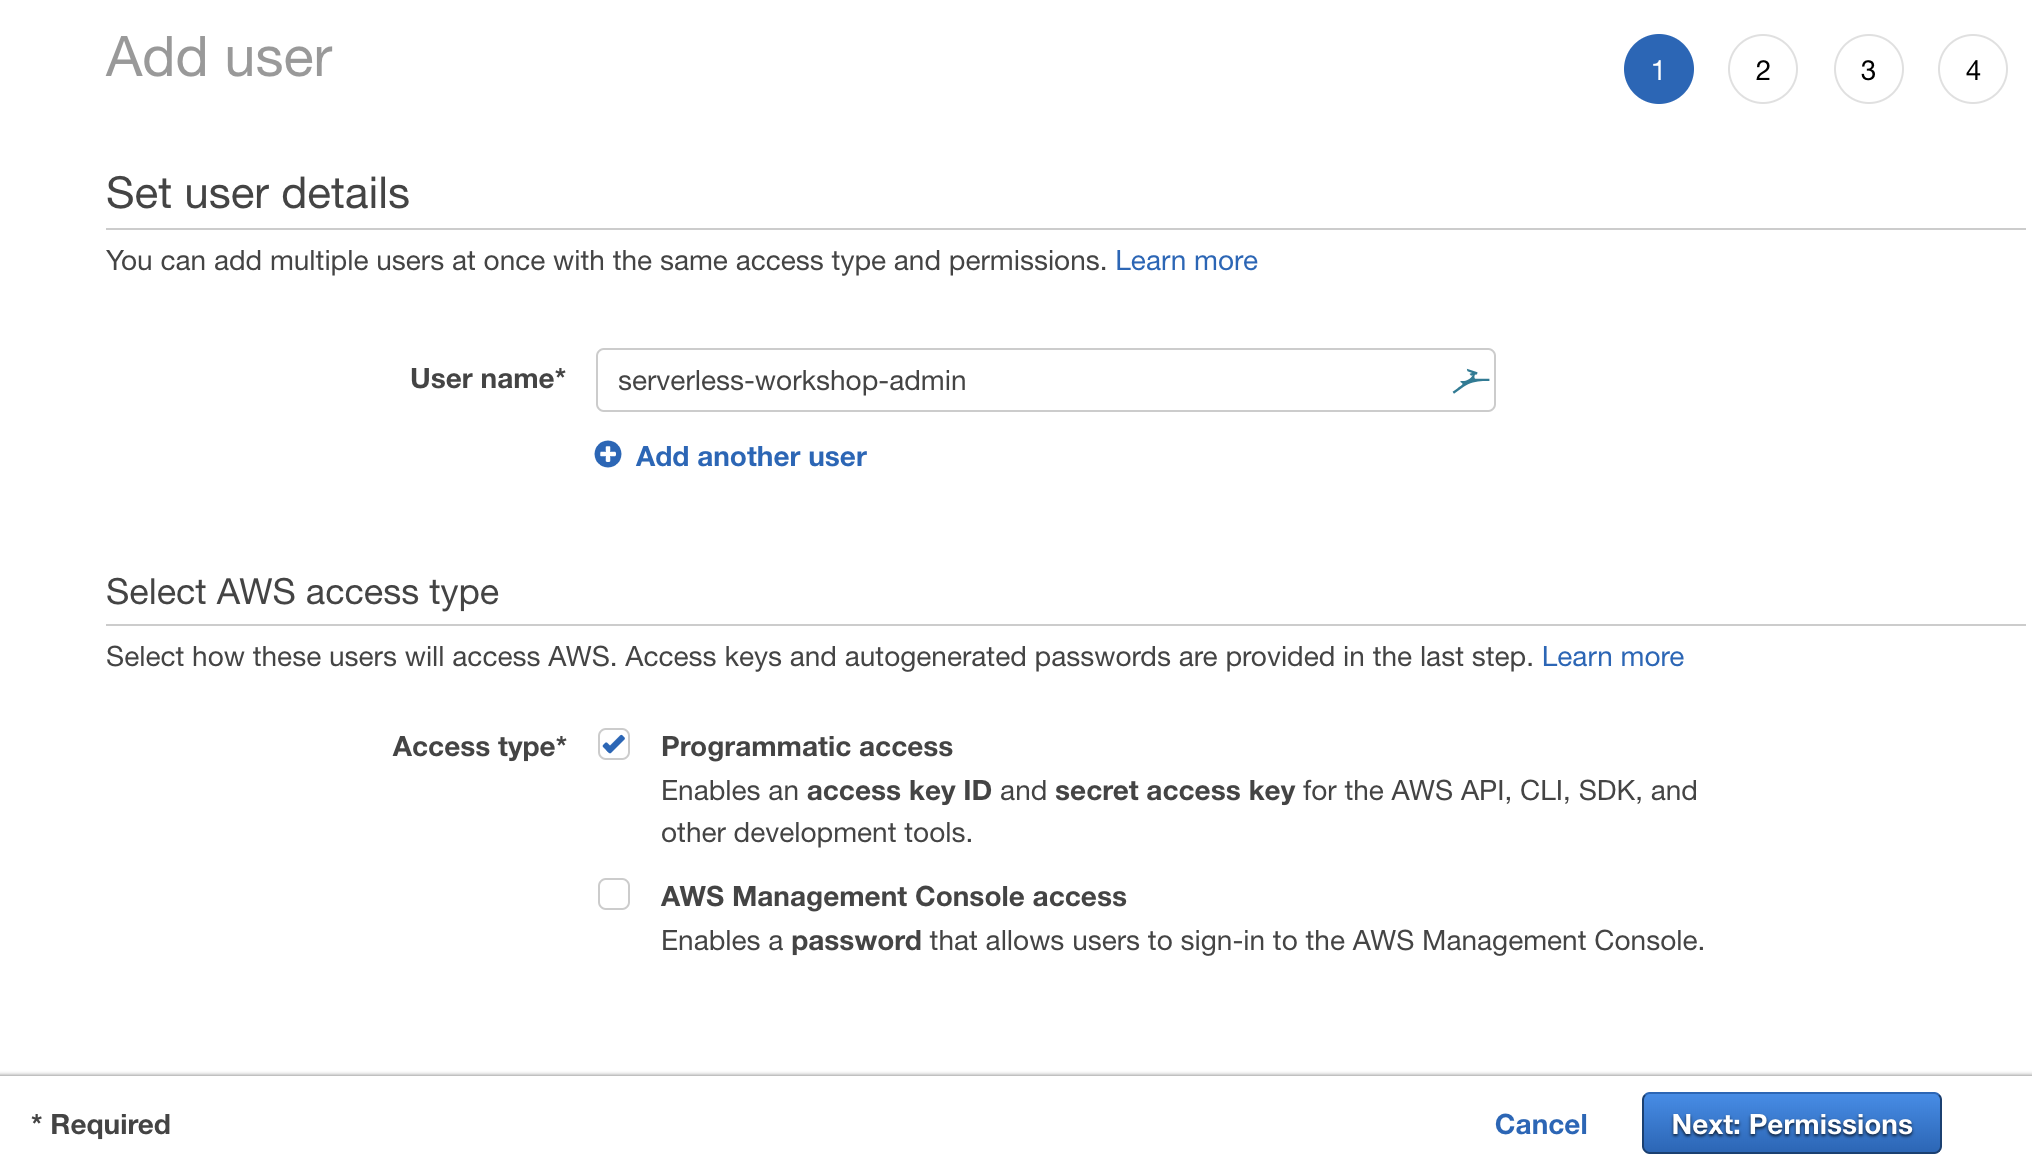 Add user
1 2 3 4
Set user details
You can add multiple users at once with the same access type and permissions. Learn more
User name* serverless-workshop-admin
Add another user
Select AWS access type
Select how these users will access AWS. Access keys and autogenerated passwords are provided in the last step. Learn more
Access type* Programmatic access
Enables an access key ID and secret access key for the AWS API, CLI, SDK, and
other development tools.
AWS Management Console access
Enables a password that allows users to sign-in to the AWS Management Console.
* Required Cancel Next: Permissions